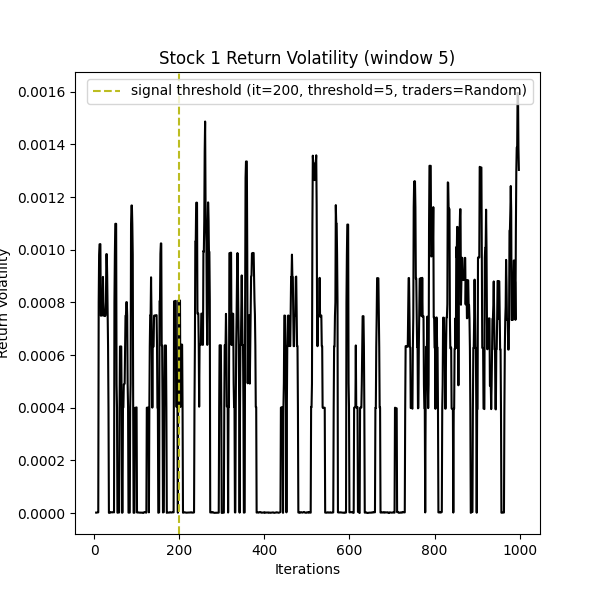 Stock 1 Return Volatility (window 5)
signal threshold (it=200, threshold=5, traders=Random)
0.0016
0.0014
0.0012
0.0010
0.0008
0.0006
0.0004
0.0002
0.0000
Return Volatility
0 200 400 600 800 1000
Iterations